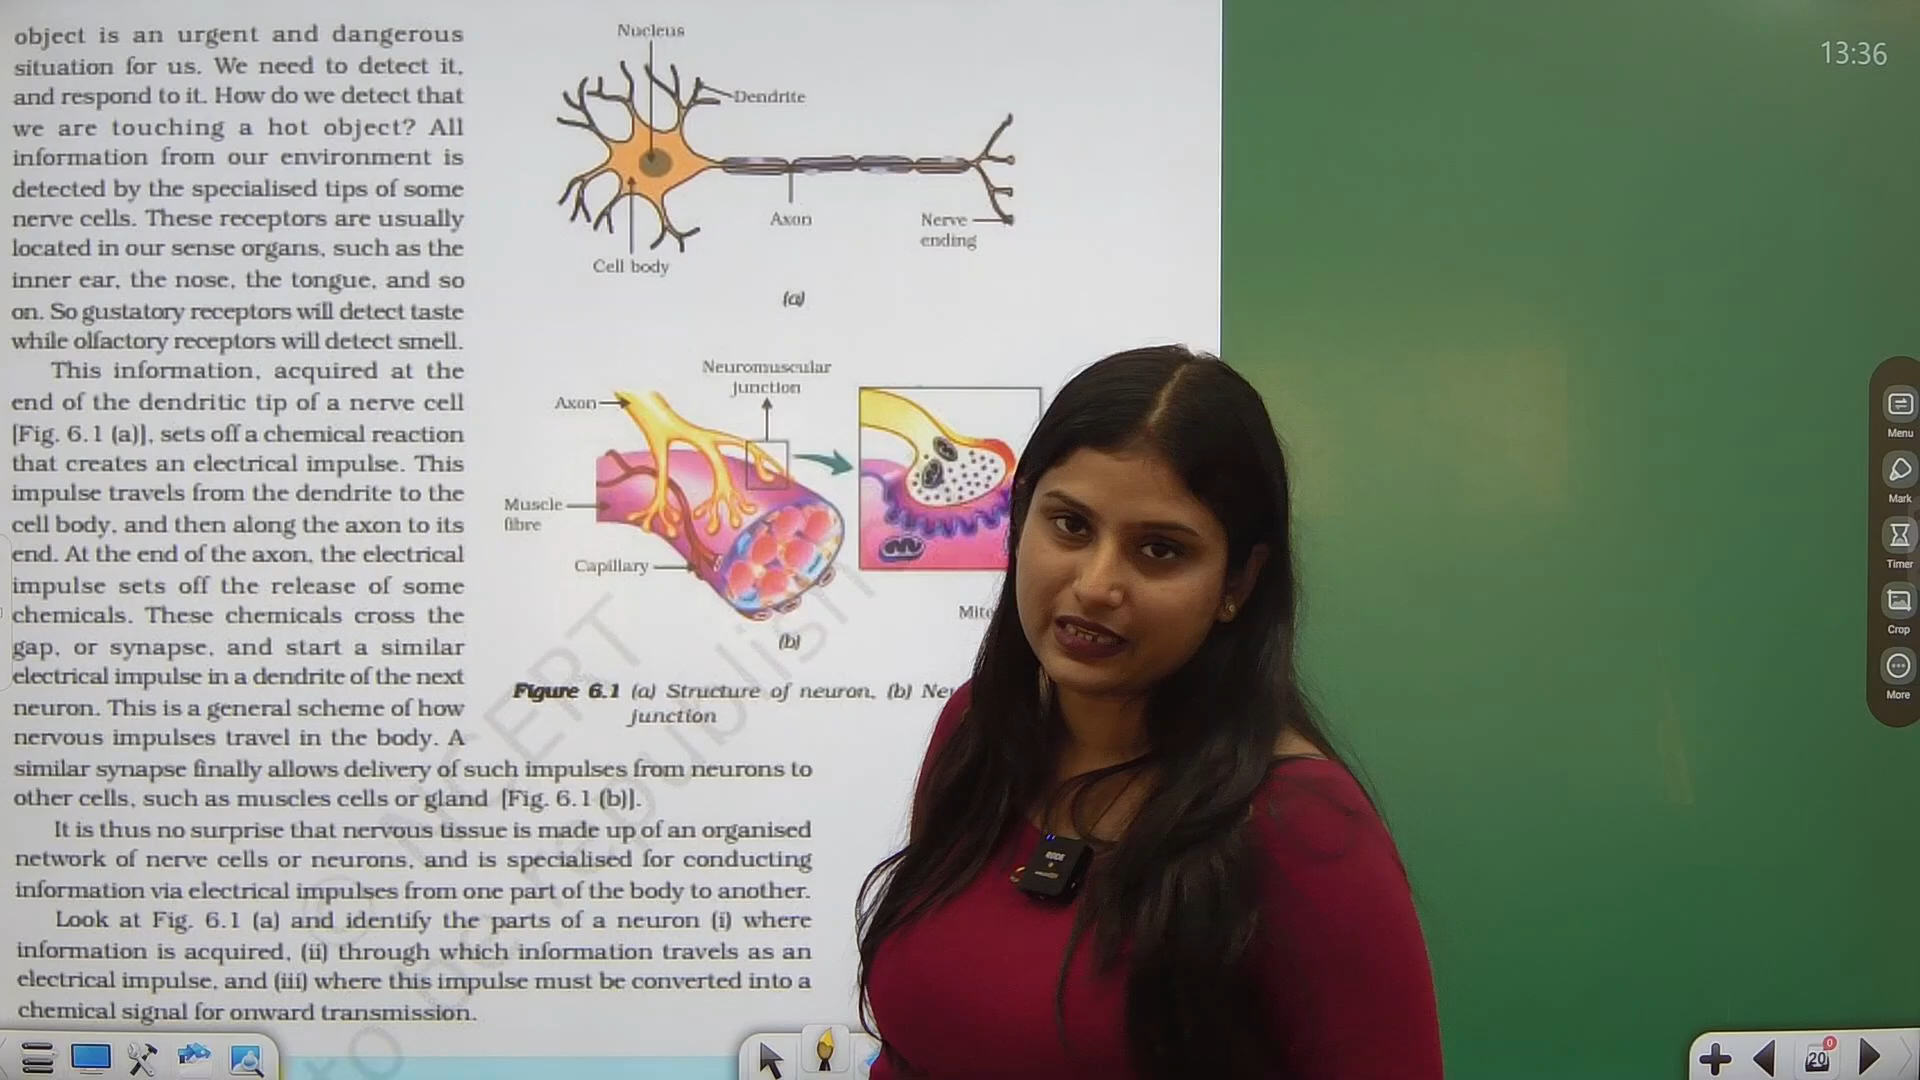 object is an urgent and dangerous
situation for us. We need to detect it,
and respond to it. How do we detect that
we are touching a hot object? All
information from our environment is
detected by the specialised tips of some
nerve cells. These receptors are usually
located in our sense organs, such as the
inner ear, the nose, the tongue, and so
on. So gustatory receptors will detect taste
while olfactory receptors will detect smell.
This information, acquired at the
end of the dendritic tip of a nerve cell
[Fig. 6.1 (a)], sets off a chemical reaction
that creates an electrical impulse. This
impulse travels from the dendrite to the
cell body, and then along the axon to its
end. At the end of the axon, the electrical
impulse sets off the release of some
chemicals. These chemicals cross the
gap, or synapse, and start a similar
electrical impulse in a dendrite of the next
neuron. This is a general scheme of how
nervous impulses travel in the body. A
similar synapse finally allows delivery of such impulses from neurons to
other cells, such as muscles cells or gland [Fig. 6.1 (b)].
It is thus no surprise that nervous tissue is made up of an organised
network of nerve cells or neurons, and is specialised for conducting
information via electrical impulses from one part of the body to another.
Look at Fig. 6.1 (a) and identify the parts of a neuron (i) where
information is acquired, (ii) through which information travels as an
electrical impulse, and (iii) where this impulse must be converted into a
chemical signal for onward transmission.
Nucleus
Dendrite
Axon
Nerve
ending
Cell body
(a)
Neuromuscular
junction
Axon
Muscle
fibre
Capillary
(b)
Figure 6.1 (a) Structure of neuron, (b)
junction
© NCERT
to be republish
13:36
Menu
Mark
Timer
Crop
More
RODE
20
0